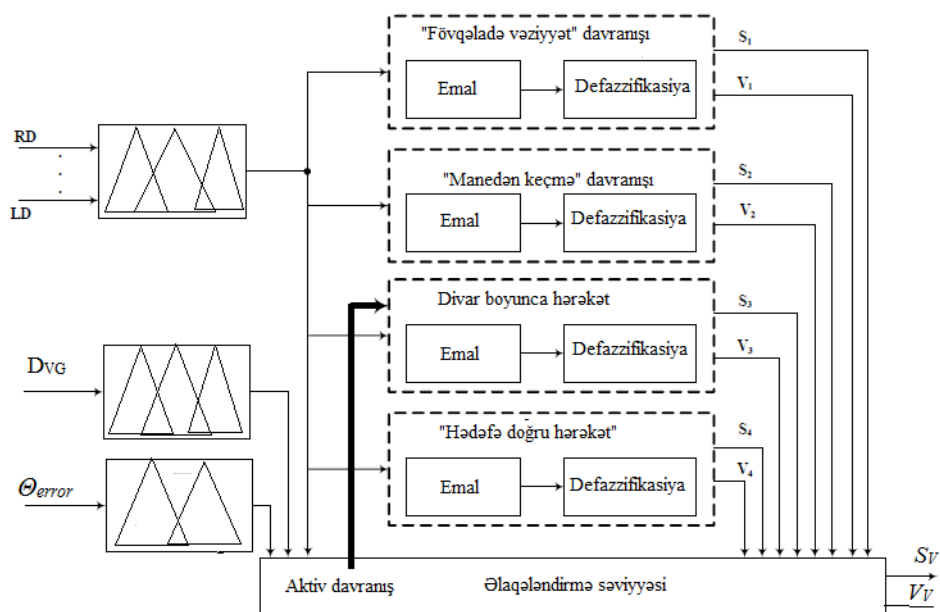 "Fövqəladə vəziyyət" davranışı
Emal
Defazzifikasiya
S1
V1
RD
LD
"Manedən keçmə" davranışı
Emal
Defazzifikasiya
S2
V2
Divar boyunca hərəkət
Emal
Defazzifikasiya
S3
V3
DVG
"Hədəfə doğru hərəkət"
Emal
Defazzifikasiya
S4
V4
Θerror
Aktiv davranış
Əlaqələndirmə səviyyəsi
SV
VV